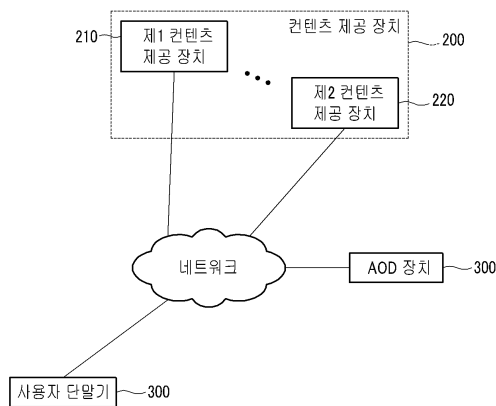 컨텐츠 제공 장치
200
210
제1 컨텐츠
제공 장치
제2 컨텐츠
제공 장치
220
네트워크
AOD 장치
300
사용자 단말기
300